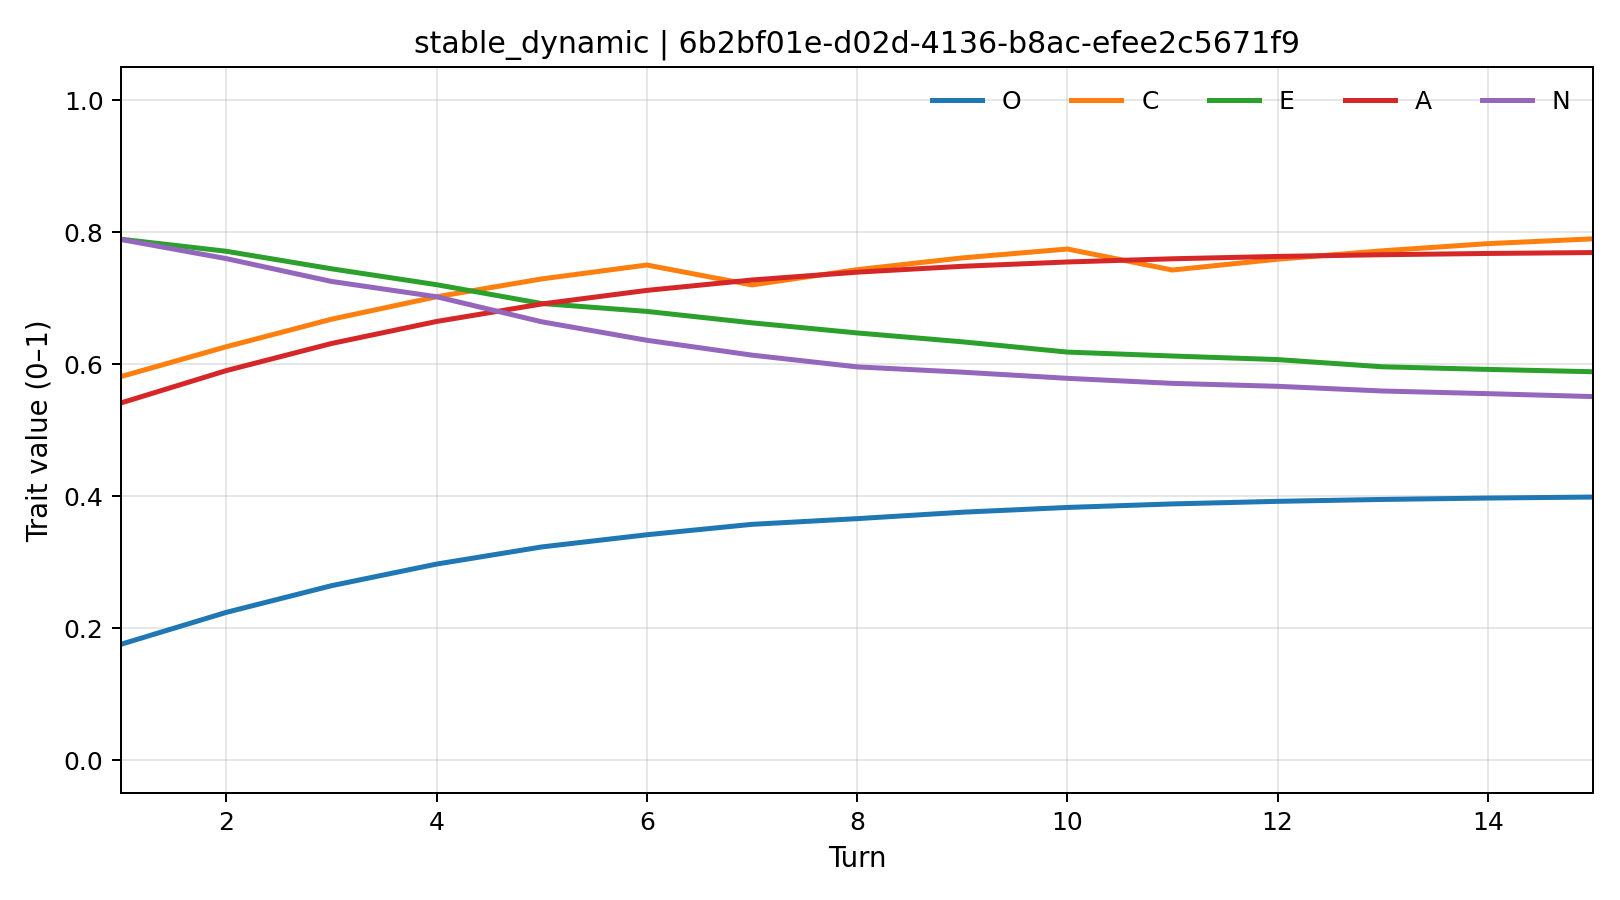 stable_dynamic | 6b2bf01e-d02d-4136-b8ac-efee2c5671f9
O C E A N
1.0
0.8
0.6
0.4
0.2
0.0
Trait value (0–1)
2 4 6 8 10 12 14
Turn